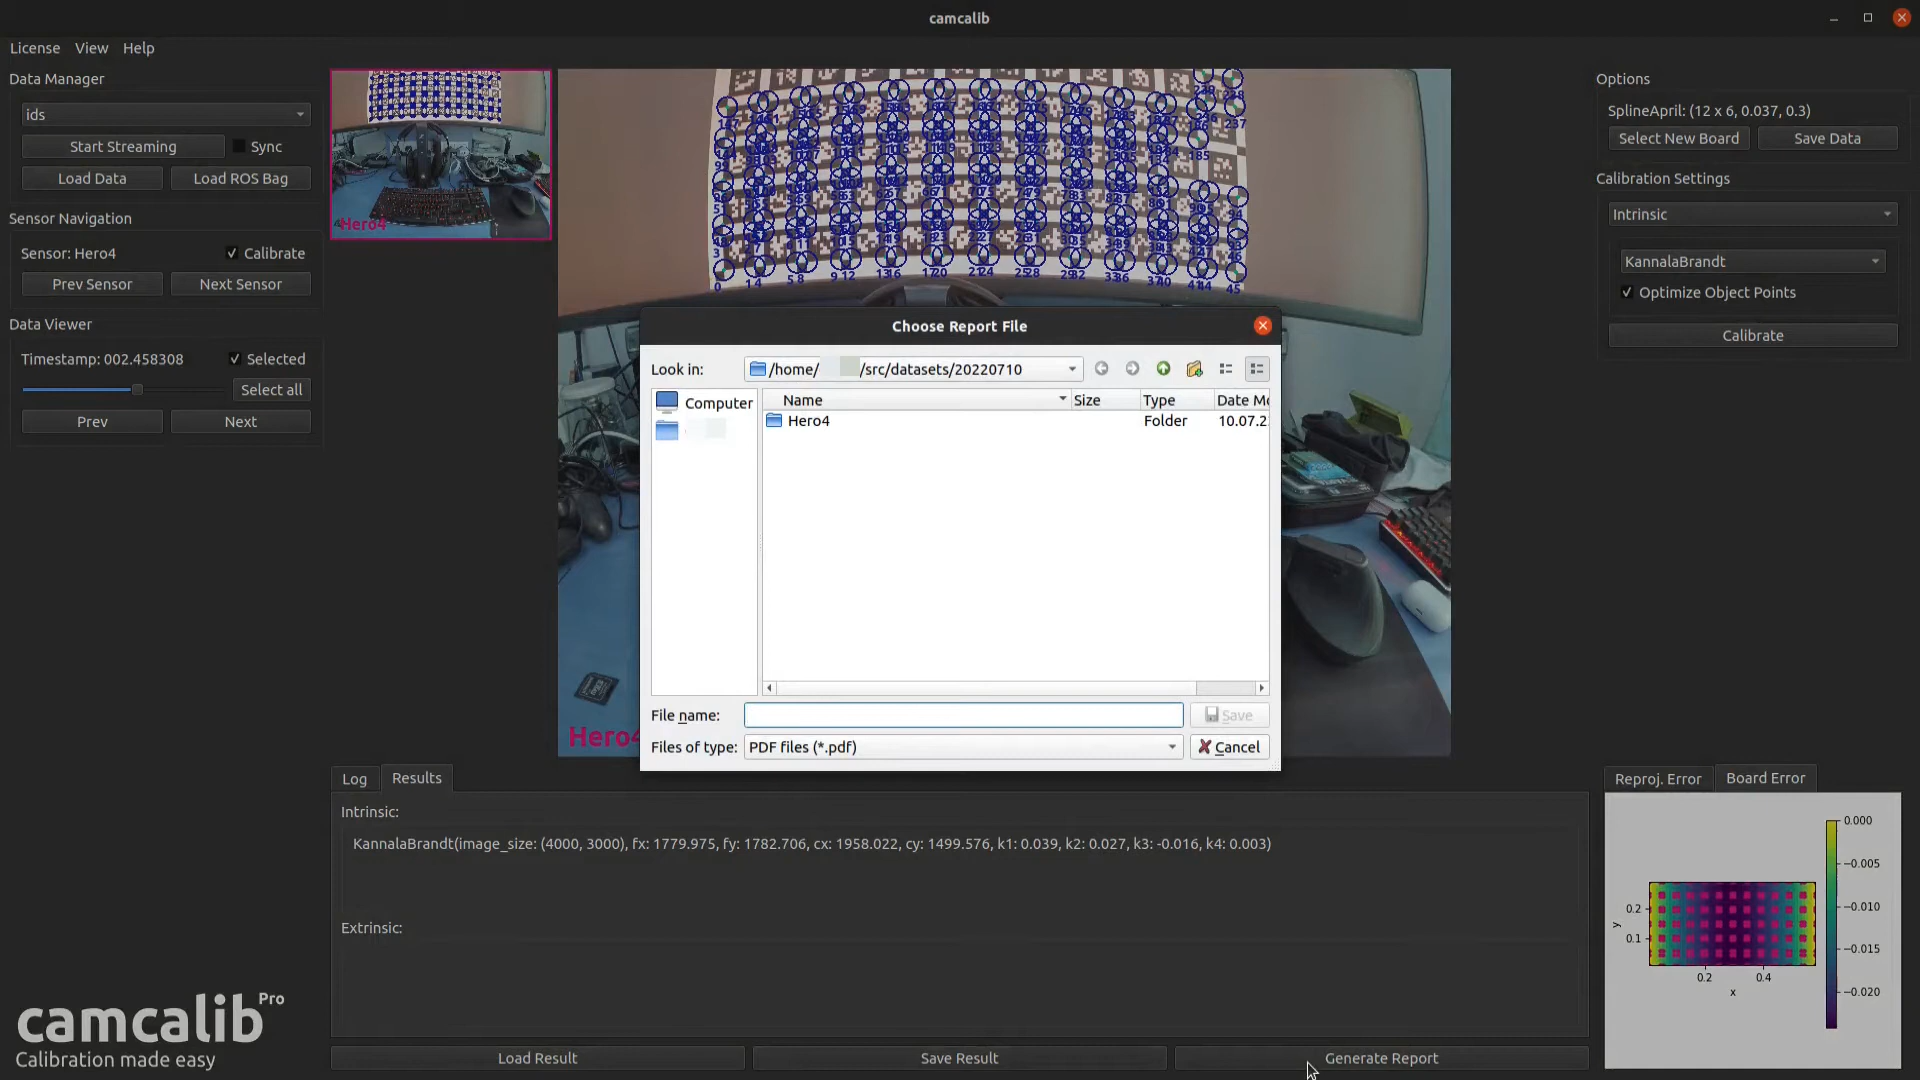 camcalib
License View Help
Data Manager
ids
Start Streaming Sync
Load Data Load ROS Bag
Sensor Navigation
Sensor: Hero4 Calibrate
Prev Sensor Next Sensor
Data Viewer
Timestamp: 002.458308 Selected
Select all
Prev Next
Hero4
Options
SplineApril: (12 x 6, 0.037, 0.3)
Select New Board Save Data
Calibration Settings
Intrinsic
KannalaBrandt
Optimize Object Points
Calibrate
237
185
94
0
45
Choose Report File
Look in: /home/ /src/datasets/20220710
Computer
Name Size Type Date Mo
Hero4 Folder 10.07.2
File name: Save
Files of type: PDF files (*.pdf) Cancel
Hero4
Log Results
Intrinsic:
KannalaBrandt(image_size: (4000, 3000), fx: 1779.975, fy: 1782.706, cx: 1958.022, cy: 1499.576, k1: 0.039, k2: 0.027, k3: -0.016, k4: 0.003)
Extrinsic:
Load Result Save Result Generate Report
Reproj. Error Board Error
0.000
−0.005
−0.010
−0.015
−0.020
0.2
0.1
y
0.2 0.4
x
camcalib Pro
Calibration made easy